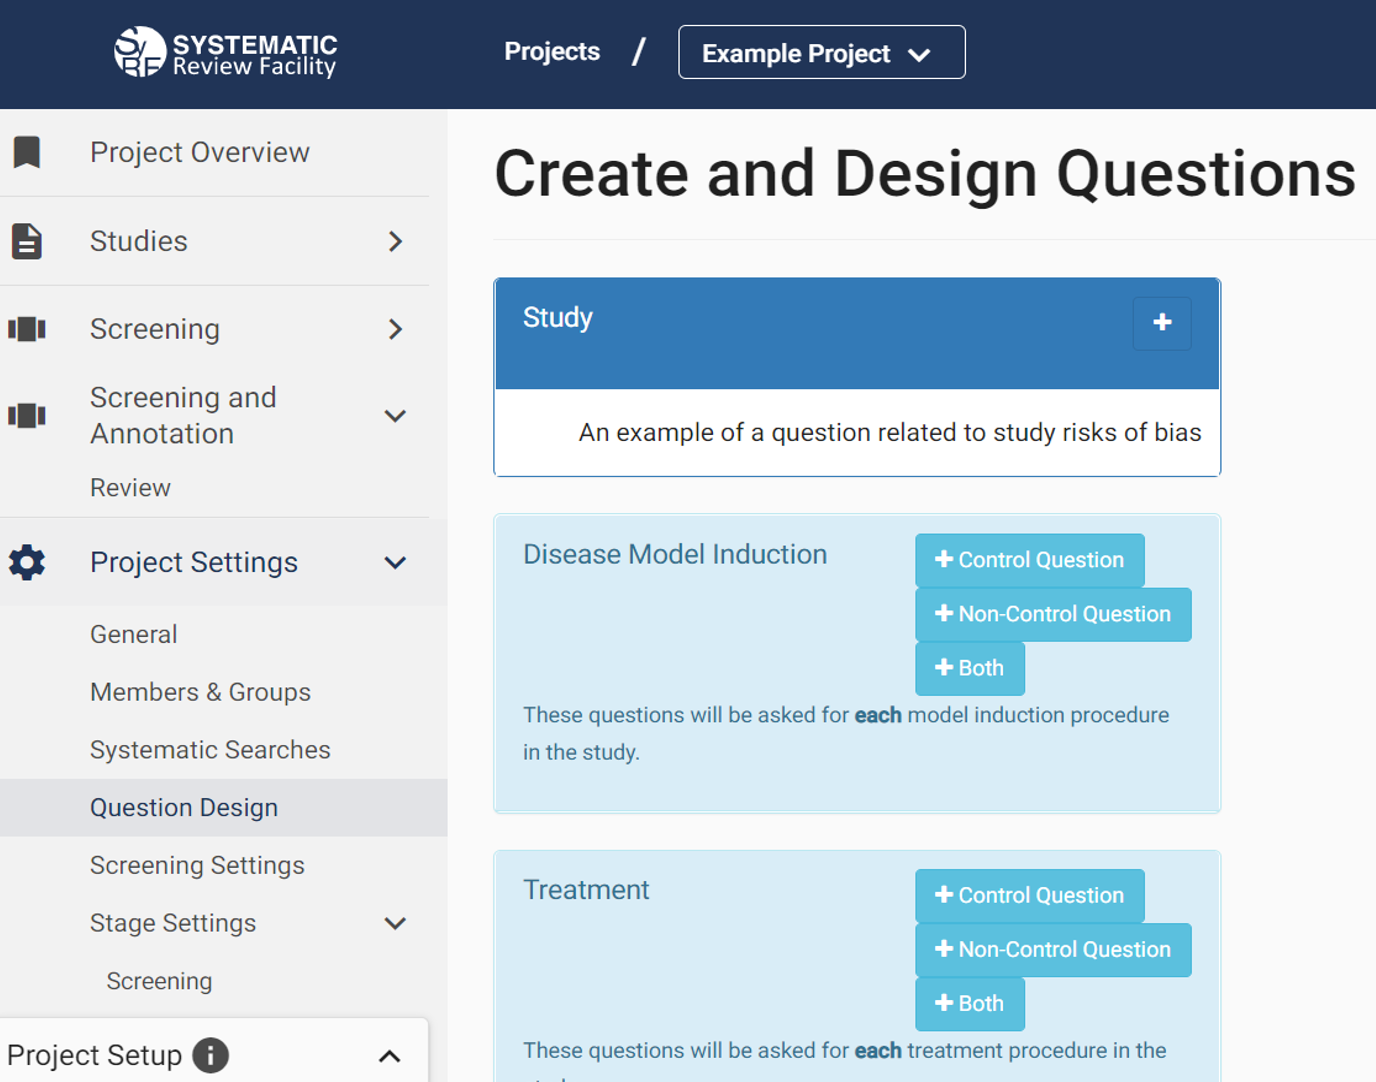 SyRF
SYSTEMATIC
Review Facility
Projects / Example Project
Project Overview
Studies
Screening
Screening and
Annotation
Review
Project Settings
General
Members & Groups
Systematic Searches
Question Design
Screening Settings
Stage Settings
Screening
Project Setup i
Create and Design Questions
Study +
An example of a question related to study risks of bias
Disease Model Induction
+ Control Question
+ Non-Control Question
+ Both
These questions will be asked for each model induction procedure
in the study.
Treatment
+ Control Question
+ Non-Control Question
+ Both
These questions will be asked for each treatment procedure in the